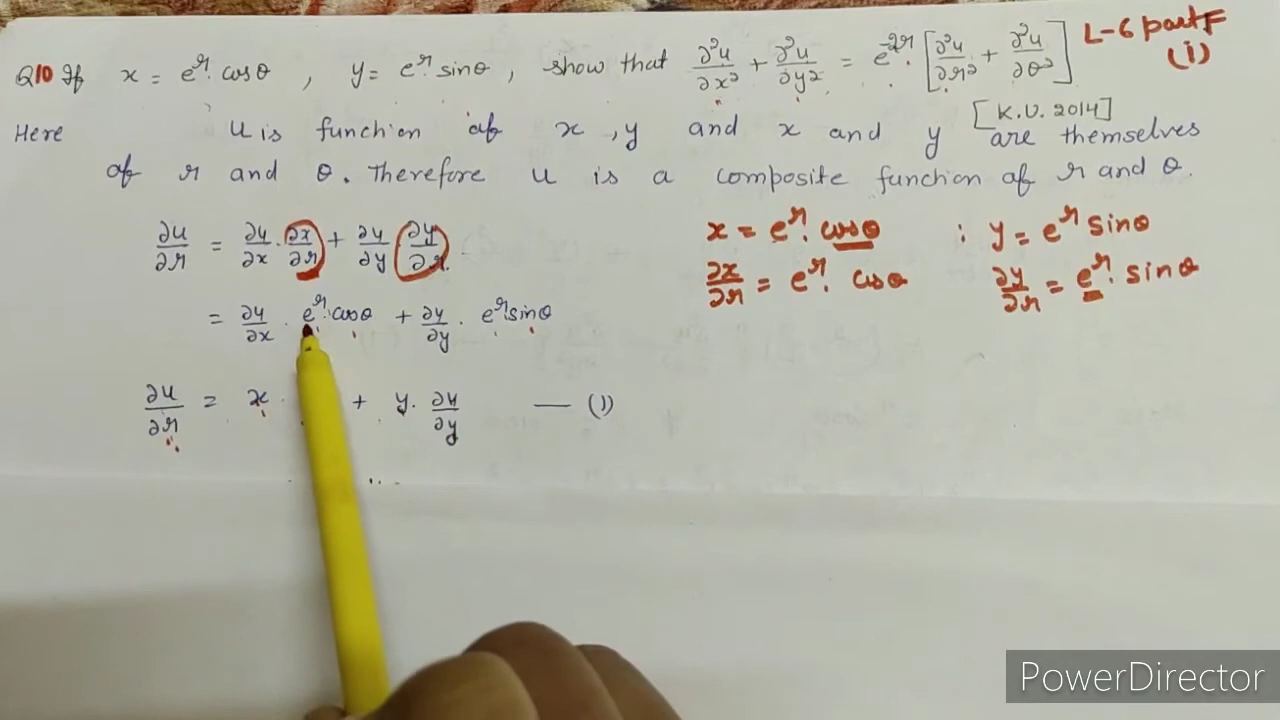 Q10 If x = e^r. cosθ , y = e^r sinθ , show that ∂²u/∂x² + ∂²u/∂y² = e^-2r. [∂²u/∂r² + ∂²u/∂θ²] L-6 part F
(i)
[K.U. 2014]
Here u is function of x , y and x and y are themselves
of r and θ. Therefore u is a composite function of r and θ.
∂u/∂r = ∂u/∂x . ∂x/∂r + ∂u/∂y ∂y/∂r.
x = e^r. cosθ : y = e^r sinθ
∂x/∂r = e^r. cosθ ∂y/∂r = e^r. sinθ
= ∂u/∂x . e^r. cosθ + ∂u/∂y . e^r sinθ
∂u/∂r = x . + y. ∂u/∂y — (1)
PowerDirector